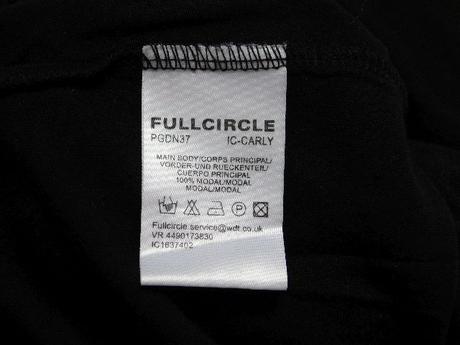 FULLCIRCLE
PGDN37 IC-CARLY
MAIN BODY/CORPS PRINCIPAL/
VORDER-UND RUECKENTEIL/
CUERPO PRINCIPAL
100% MODAL/MODAL
MODAL/MODAL
P
Fullcircle.service@wdt.co.uk
VR 4490173830
IC1637402